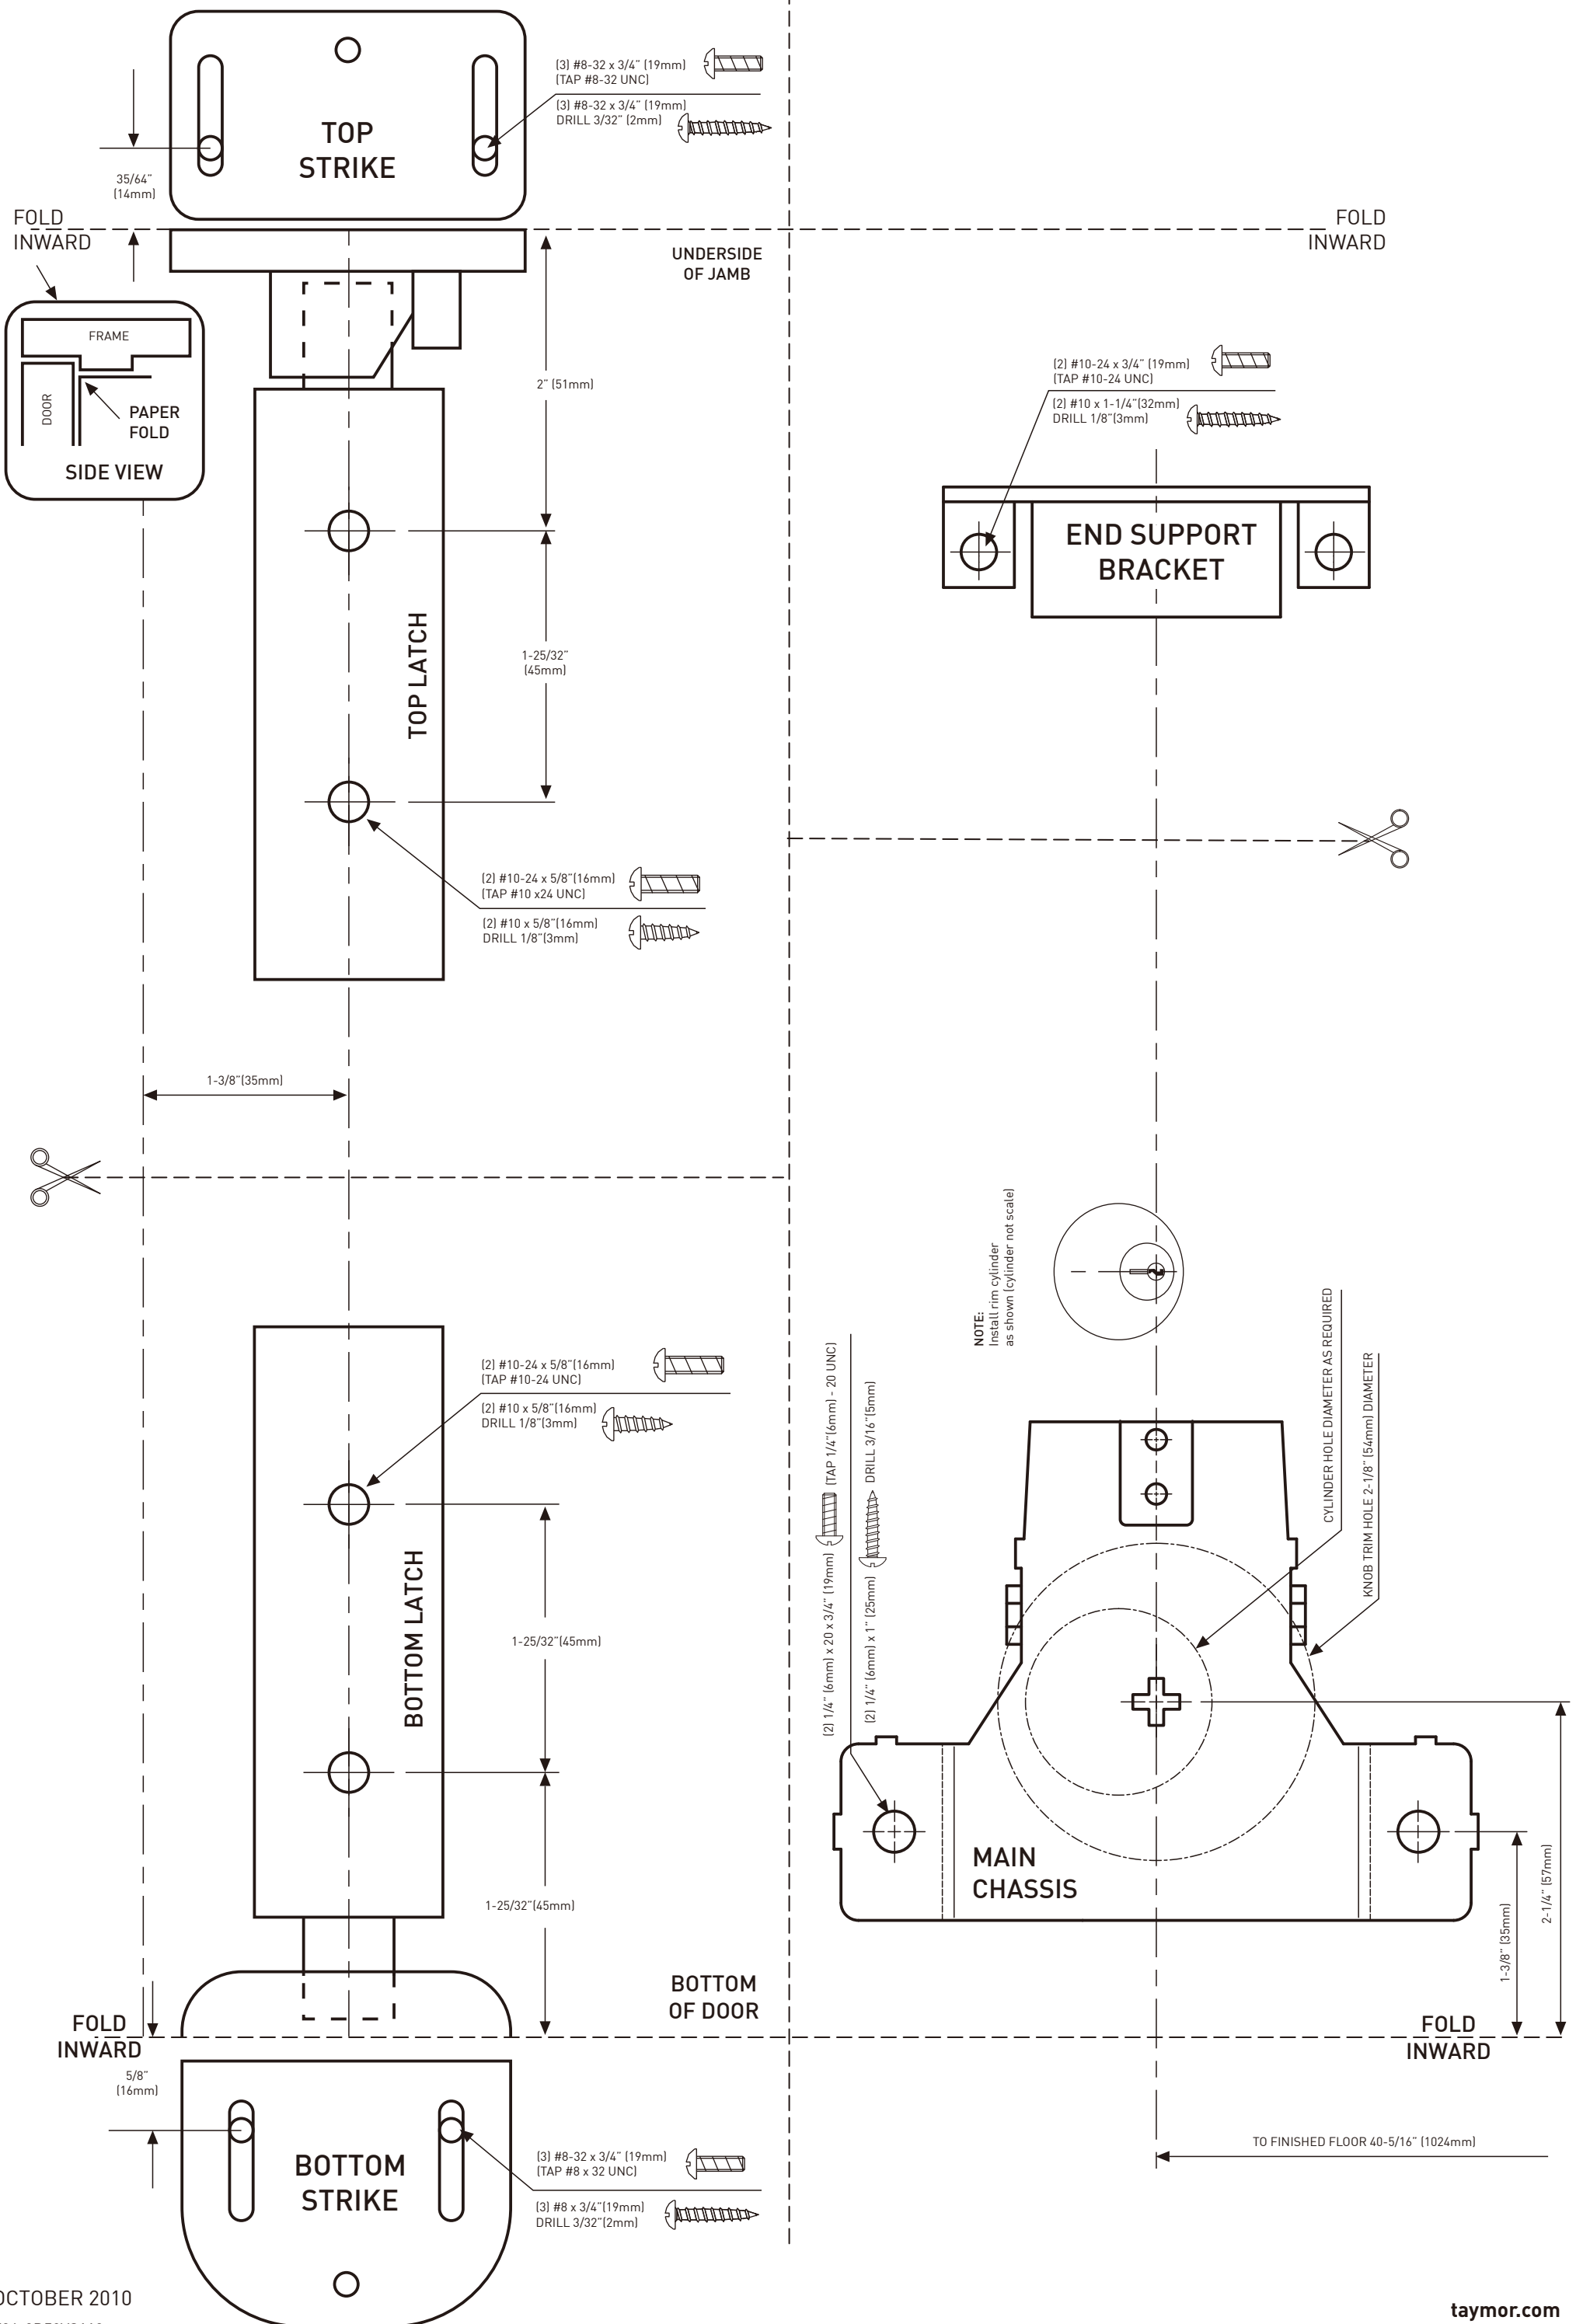 (3) #8-32 x 3/4" (19mm)
(TAP #8-32 UNC)
(3) #8-32 x 3/4" (19mm)
DRILL 3/32" (2mm)
TOP
STRIKE
35/64"
(14mm)
FOLD
INWARD
FOLD
INWARD
UNDERSIDE
OF JAMB
FRAME
DOOR
PAPER
FOLD
SIDE VIEW
2" (51mm)
(2) #10-24 x 3/4" (19mm)
(TAP #10-24 UNC)
(2) #10 x 1-1/4"(32mm)
DRILL 1/8"(3mm)
END SUPPORT
BRACKET
TOP LATCH
1-25/32"
(45mm)
(2) #10-24 x 5/8"(16mm)
(TAP #10 x24 UNC)
(2) #10 x 5/8"(16mm)
DRILL 1/8"(3mm)
1-3/8"(35mm)
NOTE:
Install rim cylinder
as shown (cylinder not scale)
(2) #10-24 x 5/8"(16mm)
(TAP #10-24 UNC)
(2) #10 x 5/8"(16mm)
DRILL 1/8"(3mm)
(2) 1/4" (6mm) x 20 x 3/4" (19mm) (TAP 1/4"(6mm) - 20 UNC)
(2) 1/4" (6mm) x 1" (25mm) DRILL 3/16"(5mm)
CYLINDER HOLE DIAMETER AS REQUIRED
KNOB TRIM HOLE 2-1/8" (54mm) DIAMETER
BOTTOM LATCH
1-25/32"(45mm)
MAIN
CHASSIS
1-25/32"(45mm)
1-3/8" (35mm)
2-1/4" (57mm)
BOTTOM
OF DOOR
FOLD
INWARD
FOLD
INWARD
5/8"
(16mm)
BOTTOM
STRIKE
(3) #8-32 x 3/4" (19mm)
(TAP #8 x 32 UNC)
(3) #8 x 3/4"(19mm)
DRILL 3/32"(2mm)
TO FINISHED FLOOR 40-5/16" (1024mm)
OCTOBER 2010
taymor.com